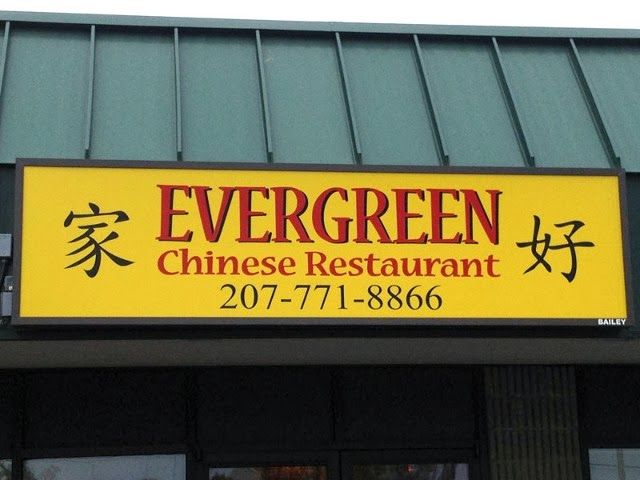 家
EVERGREEN
Chinese Restaurant
207-771-8866
好
BAILEY